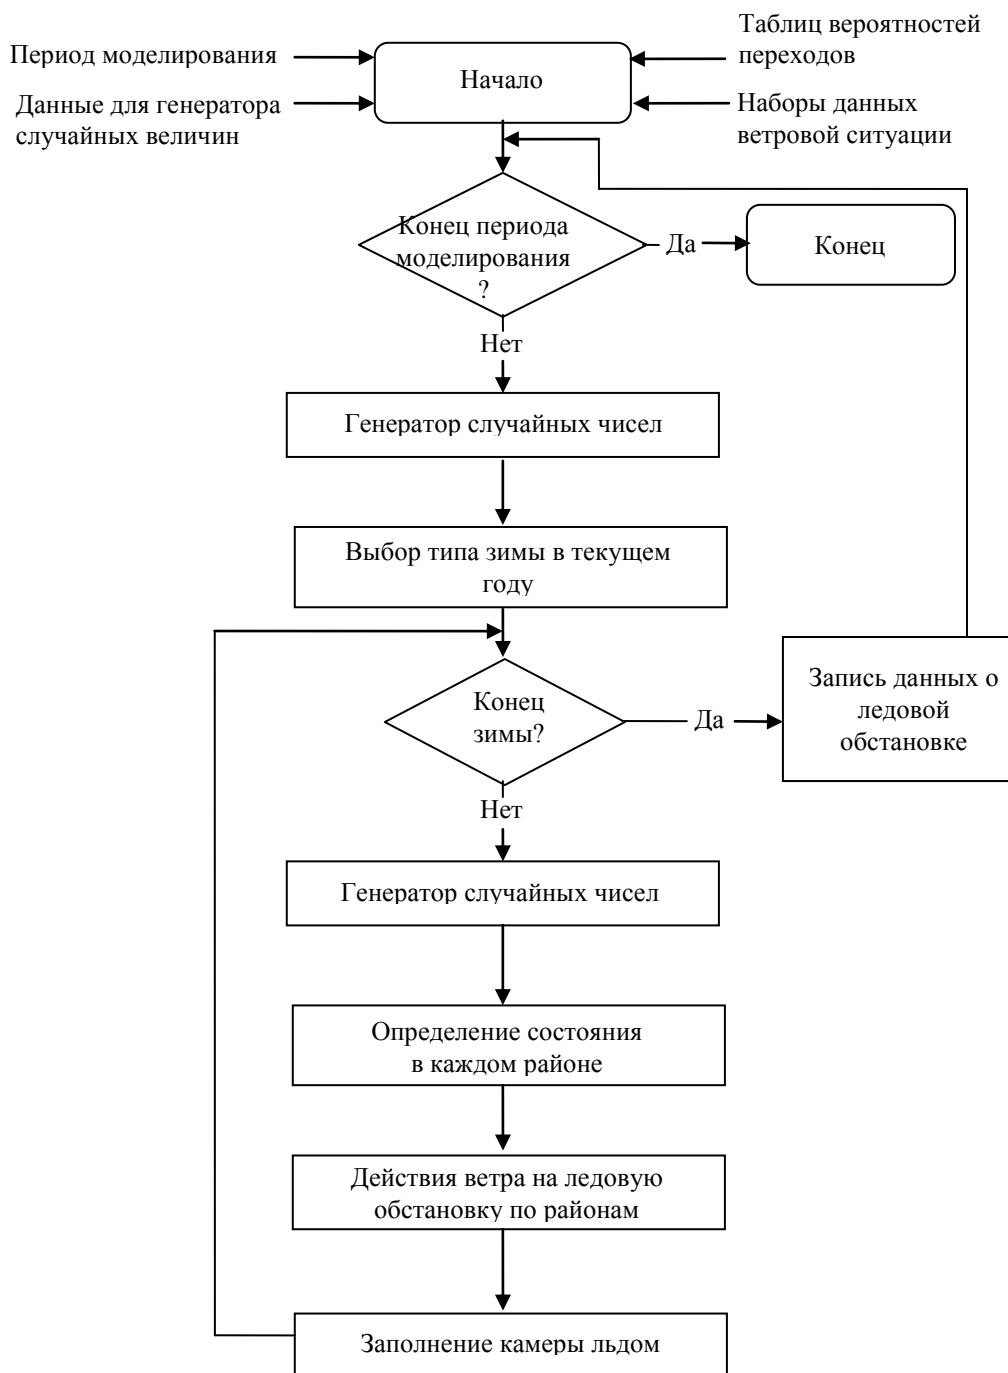 Период моделирования
Данные для генератора
случайных величин
Начало
Таблиц вероятностей
переходов
Наборы данных
ветровой ситуации
Конец периода
моделирования
?
Да
Конец
Нет
Генератор случайных чисел
Выбор типа зимы в текущем
году
Конец
зимы?
Да
Запись данных о
ледовой
обстановке
Нет
Генератор случайных чисел
Определение состояния
в каждом районе
Действия ветра на ледовую
обстановку по районам
Заполнение камеры льдом